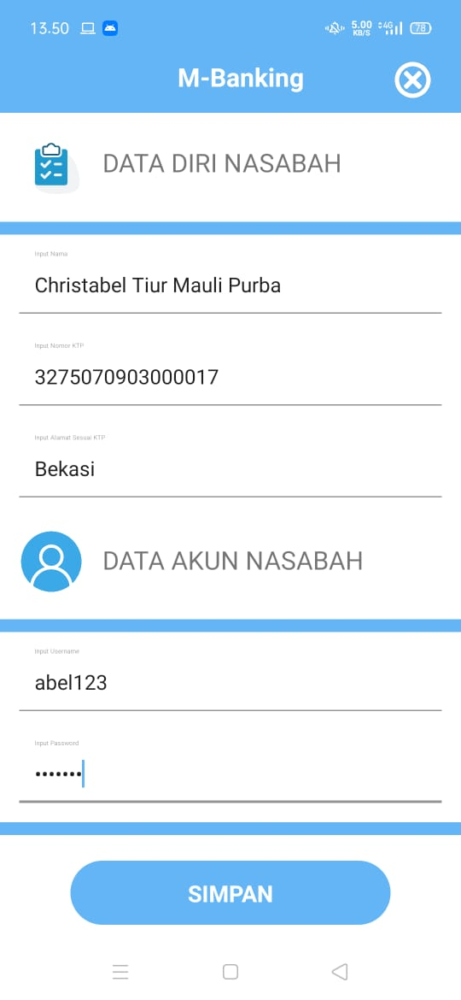 13.50 5.00 KB/S 4G 78
M-Banking
DATA DIRI NASABAH
Input Nama
Christabel Tiur Mauli Purba
Input Nomor KTP
3275070903000017
Input Alamat Sesuai KTP
Bekasi
DATA AKUN NASABAH
Input Username
abel123
Input Password
•••••••
SIMPAN